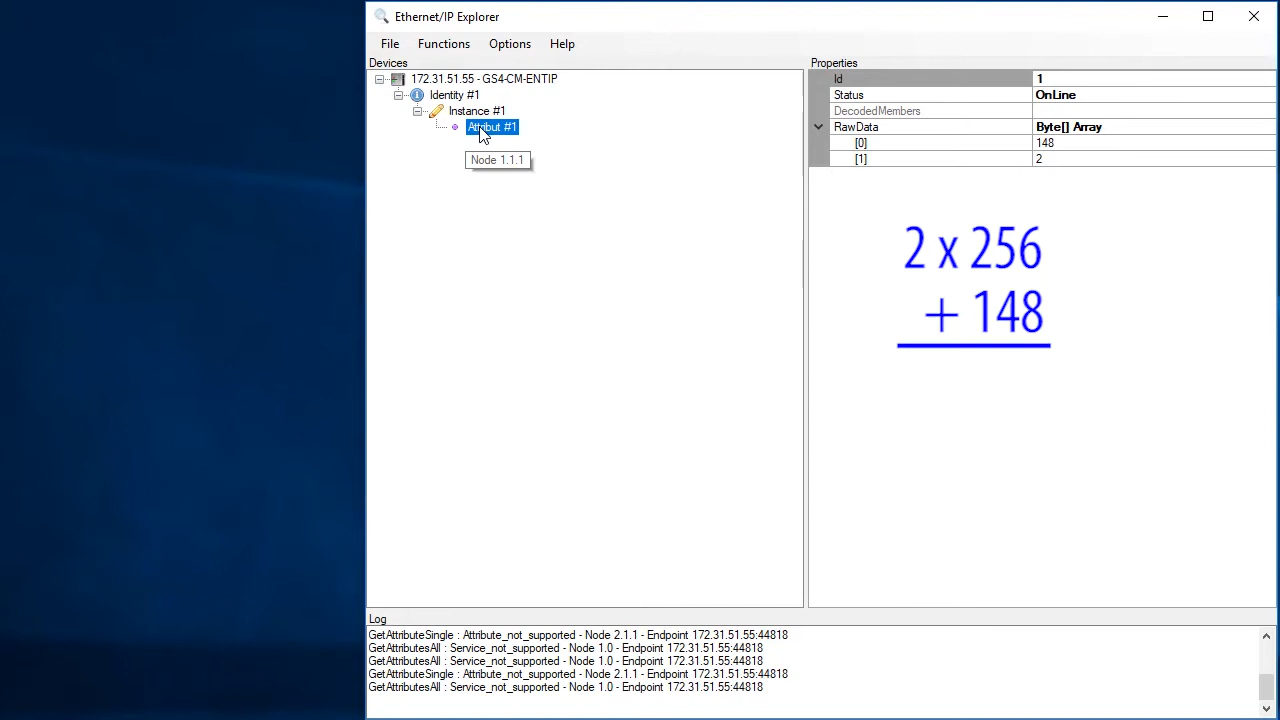 Ethernet/IP Explorer
File Functions Options Help
Devices
172.31.51.55 - GS4-CM-ENTIP
Identity #1
Instance #1
Attribut #1
Node 1.1.1
Properties
Id 1
Status OnLine
DecodedMembers
RawData Byte[] Array
[0] 148
[1] 2
2 x 256
+ 148
Log
GetAttributeSingle : Attribute_not_supported - Node 2.1.1 - Endpoint 172.31.51.55:44818
GetAttributesAll : Service_not_supported - Node 1.0 - Endpoint 172.31.51.55:44818
GetAttributesAll : Service_not_supported - Node 1.0 - Endpoint 172.31.51.55:44818
GetAttributeSingle : Attribute_not_supported - Node 2.1.1 - Endpoint 172.31.51.55:44818
GetAttributesAll : Service_not_supported - Node 1.0 - Endpoint 172.31.51.55:44818